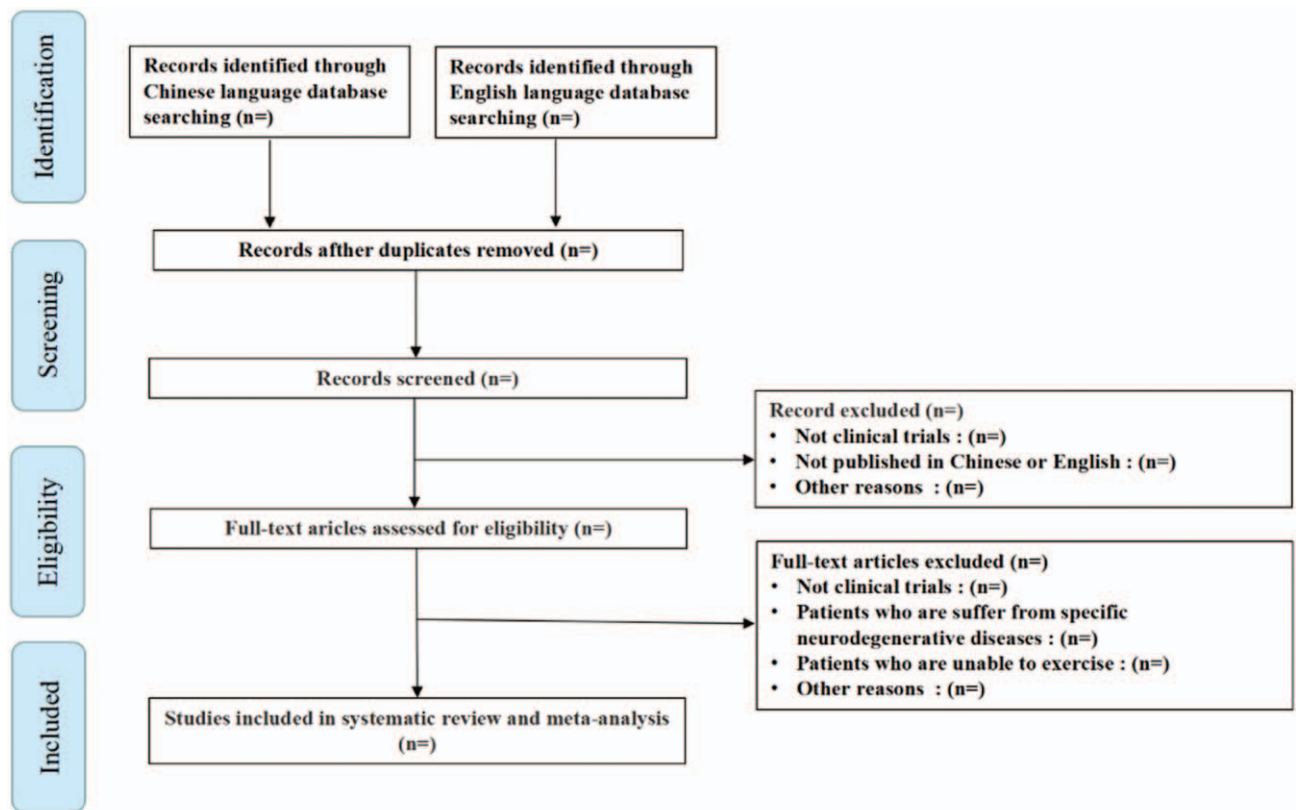 Identification
Records identified through
Chinese language database
searching (n=)
Records identified through
English language database
searching (n=)
Records afther duplicates removed (n=)
Screening
Records screened (n=)
Record excluded (n=)
• Not clinical trials : (n=)
• Not published in Chinese or English : (n=)
• Other reasons : (n=)
Eligibility
Full-text aricles assessed for eligibility (n=)
Full-text articles excluded (n=)
• Not clinical trials : (n=)
• Patients who are suffer from specific
neurodegenerative diseases : (n=)
• Patients who are unable to exercise : (n=)
• Other reasons : (n=)
Included
Studies included in systematic review and meta-analysis
(n=)